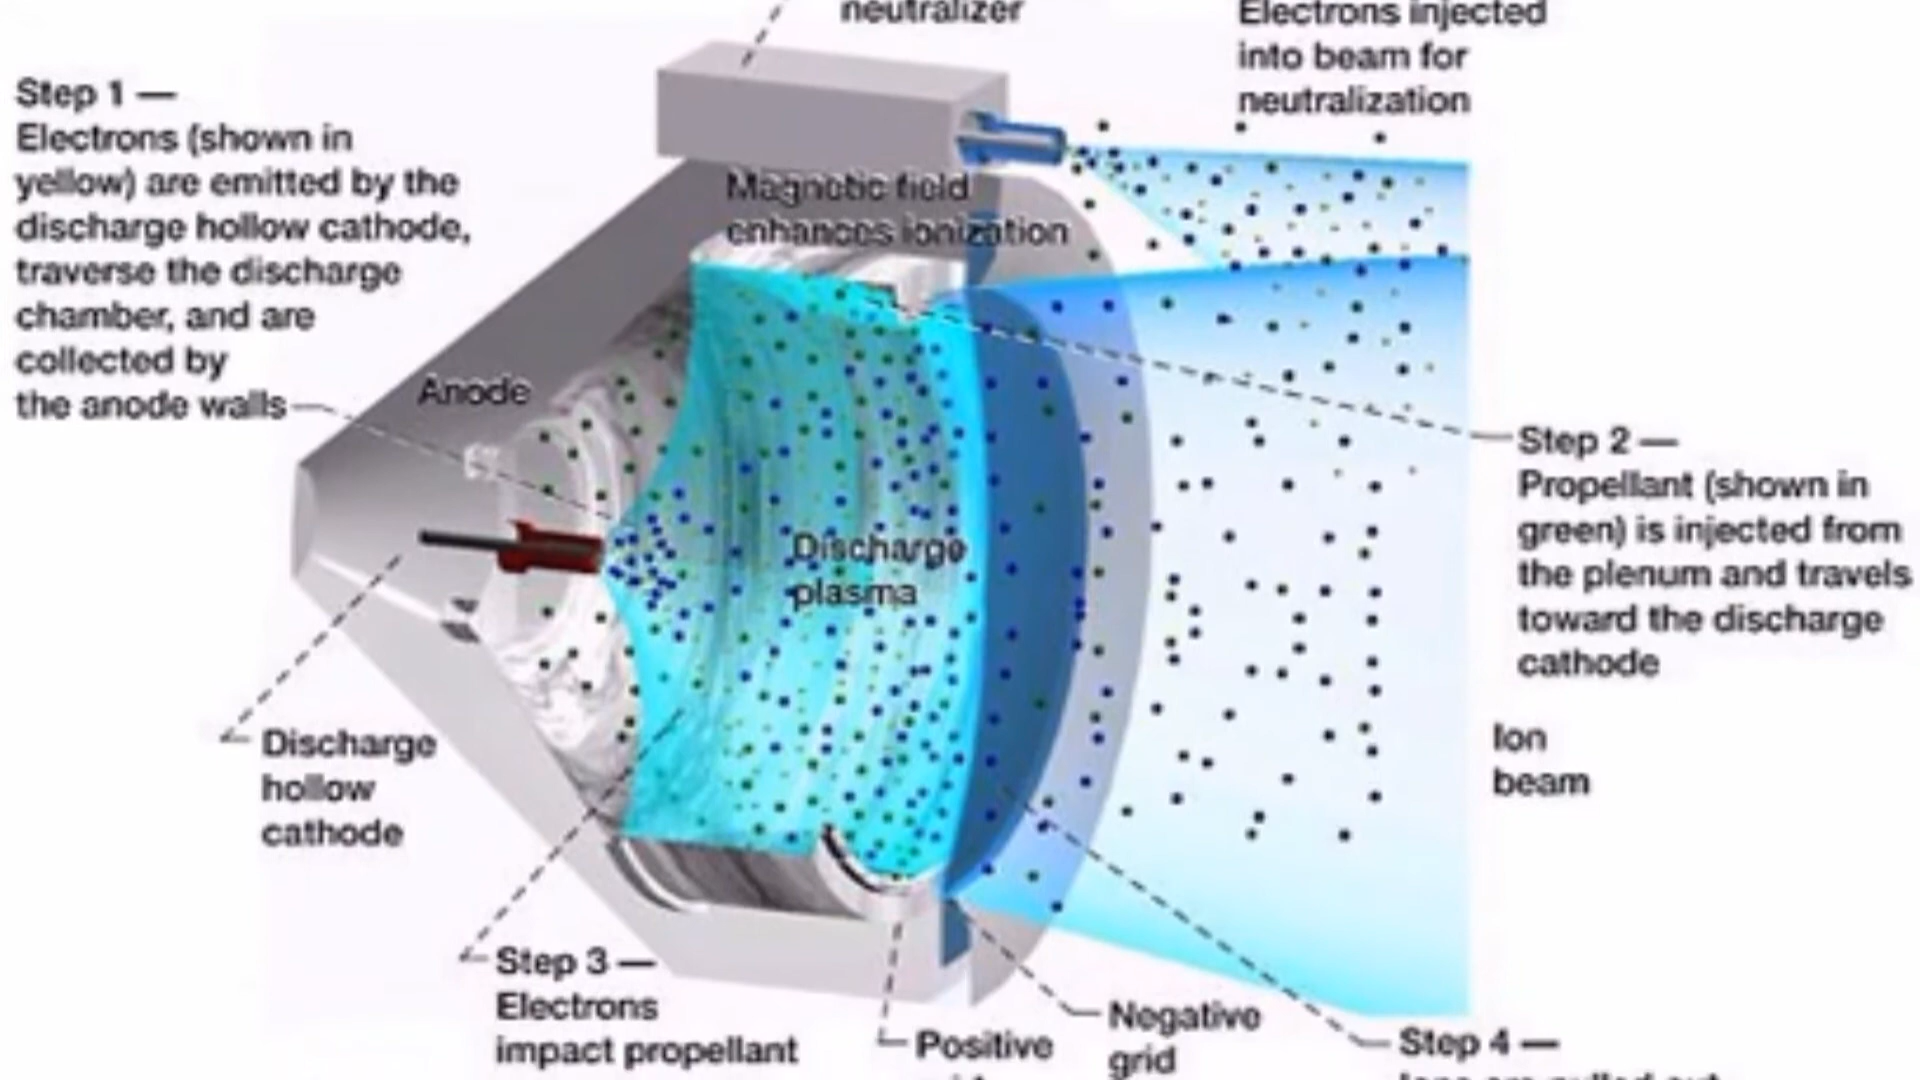 neutralizer
Electrons injected
into beam for
neutralization
Step 1 —
Electrons (shown in
yellow) are emitted by the
discharge hollow cathode,
traverse the discharge
chamber, and are
collected by
the anode walls
Magnetic field
enhances ionization
Anode
Step 2 —
Propellant (shown in
green) is injected from
the plenum and travels
toward the discharge
cathode
Discharge
plasma
Ion
beam
Discharge
hollow
cathode
Step 3 —
Electrons
impact propellant
Positive
Negative
grid
Step 4 —